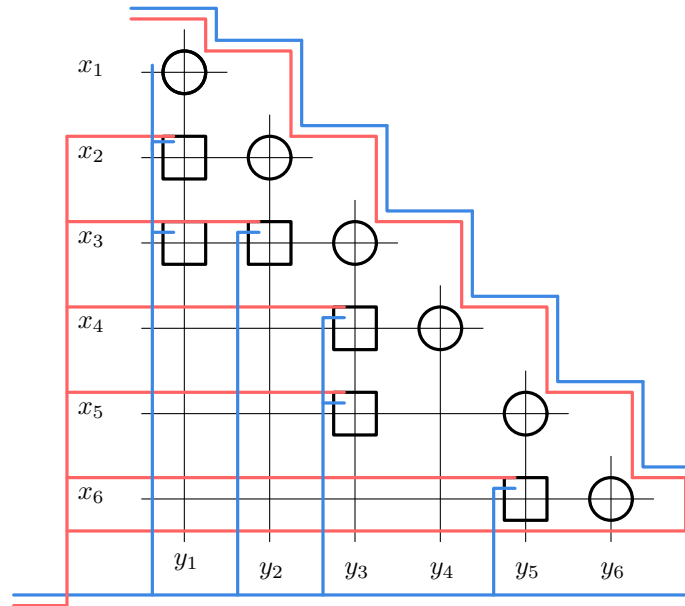 x₁
x₂
x₃
x₄
x₅
x₆
y₁ y₂ y₃ y₄ y₅ y₆